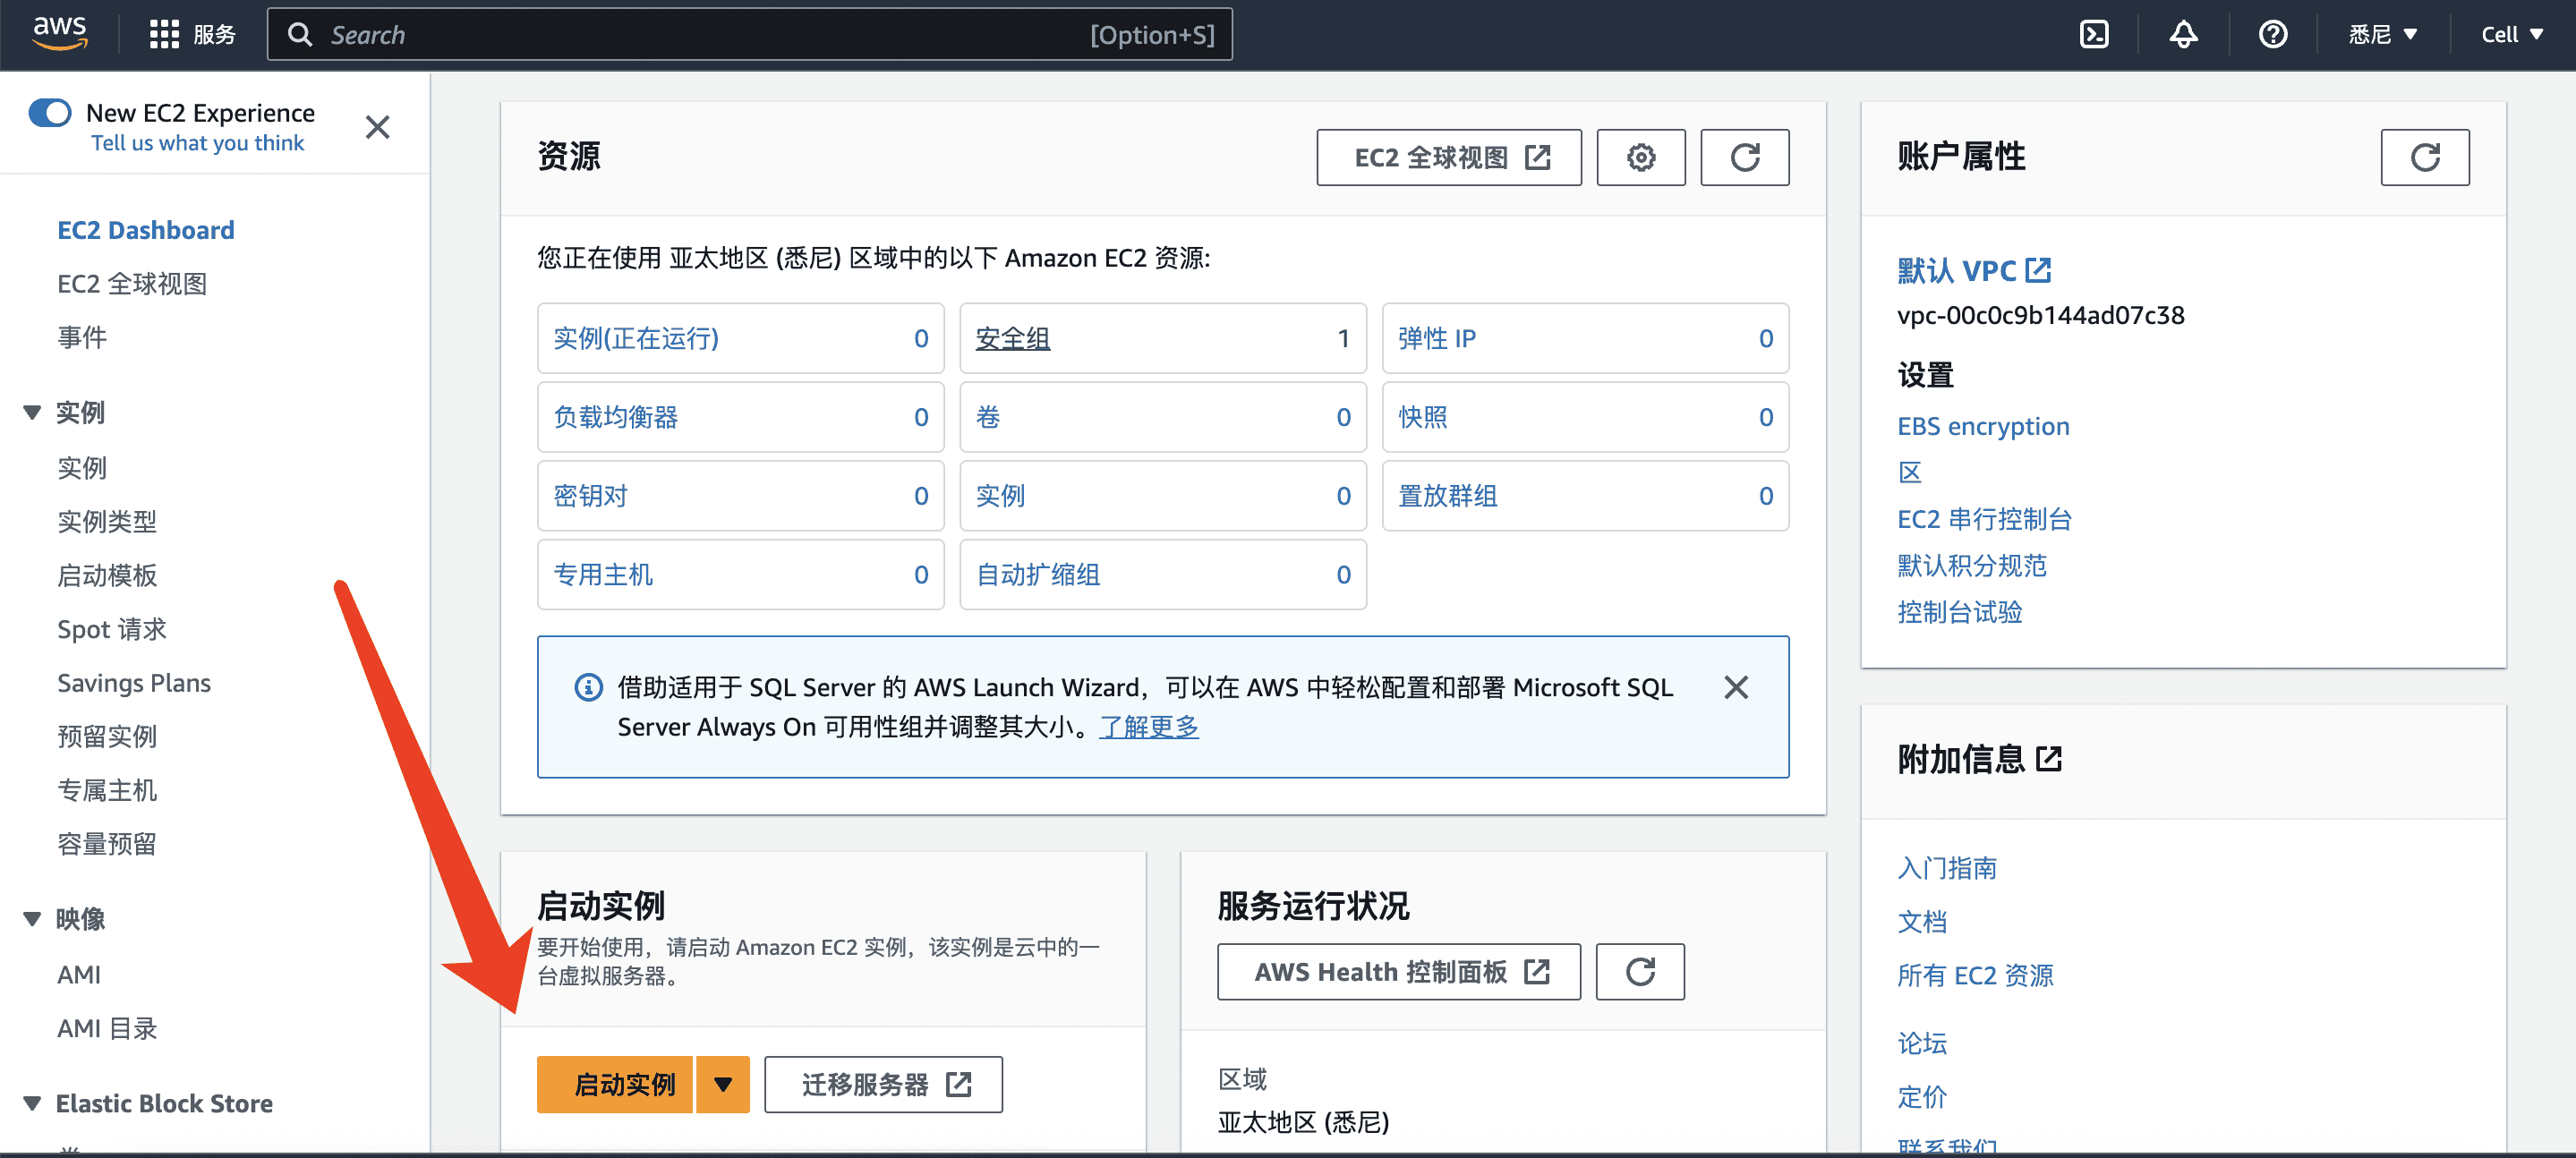 aws
服务
Search
[Option+S]
悉尼
Cell
New EC2 Experience
Tell us what you think
EC2 Dashboard
EC2 全球视图
事件
实例
实例
实例类型
启动模板
Spot 请求
Savings Plans
预留实例
专属主机
容量预留
映像
AMI
AMI 目录
Elastic Block Store
资源
EC2 全球视图
您正在使用 亚太地区 (悉尼) 区域中的以下 Amazon EC2 资源:
实例(正在运行) 0
安全组 1
弹性 IP 0
负载均衡器 0
卷 0
快照 0
密钥对 0
实例 0
置放群组 0
专用主机 0
自动扩缩组 0
借助适用于 SQL Server 的 AWS Launch Wizard，可以在 AWS 中轻松配置和部署 Microsoft SQL
Server Always On 可用性组并调整其大小。了解更多
启动实例
要开始使用，请启动 Amazon EC2 实例，该实例是云中的一
台虚拟服务器。
启动实例
迁移服务器
服务运行状况
AWS Health 控制面板
区域
亚太地区 (悉尼)
账户属性
默认 VPC
vpc-00c0c9b144ad07c38
设置
EBS encryption
区
EC2 串行控制台
默认积分规范
控制台试验
附加信息
入门指南
文档
所有 EC2 资源
论坛
定价
联系我们